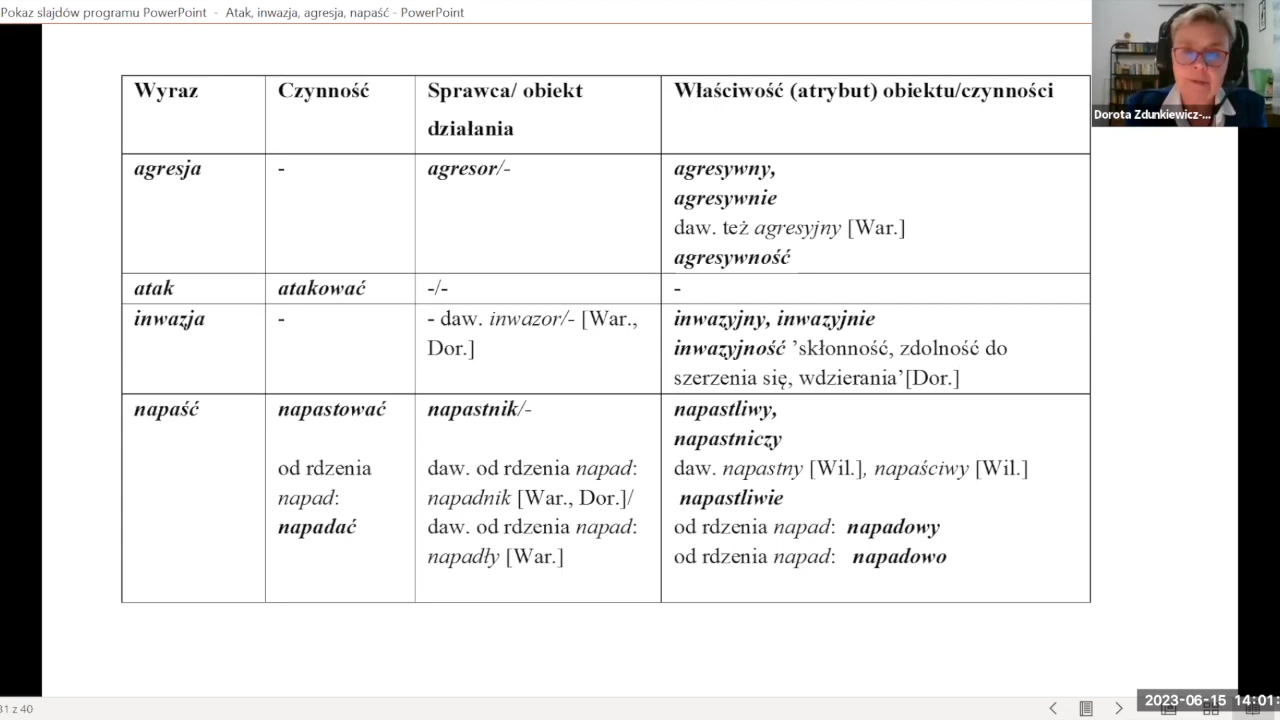 Pokaz slajdów programu PowerPoint - Atak, inwazja, agresja, napaść - PowerPoint
Dorota Zdunkiewicz-...
Wyraz
Czynność
Sprawca/ obiekt
działania
Właściwość (atrybut) obiektu/czynności
agresja
-
agresor/-
agresywny,
agresywnie
daw. też agresyjny [War.]
agresywność
atak
atakować
-/-
-
inwazja
-
- daw. inwazor/- [War.,
Dor.]
inwazyjny, inwazyjnie
inwazyjność ’skłonność, zdolność do
szerzenia się, wdzierania’[Dor.]
napaść
napastować
od rdzenia
napad:
napadać
napastnik/-
daw. od rdzenia napad:
napadnik [War., Dor.]/
daw. od rdzenia napad:
napadły [War.]
napastliwy,
napastniczy
daw. napastny [Wil.], napaściwy [Wil.]
napastliwie
od rdzenia napad: napadowy
od rdzenia napad: napadowo
31 z 40
2023-06-15 14:01: